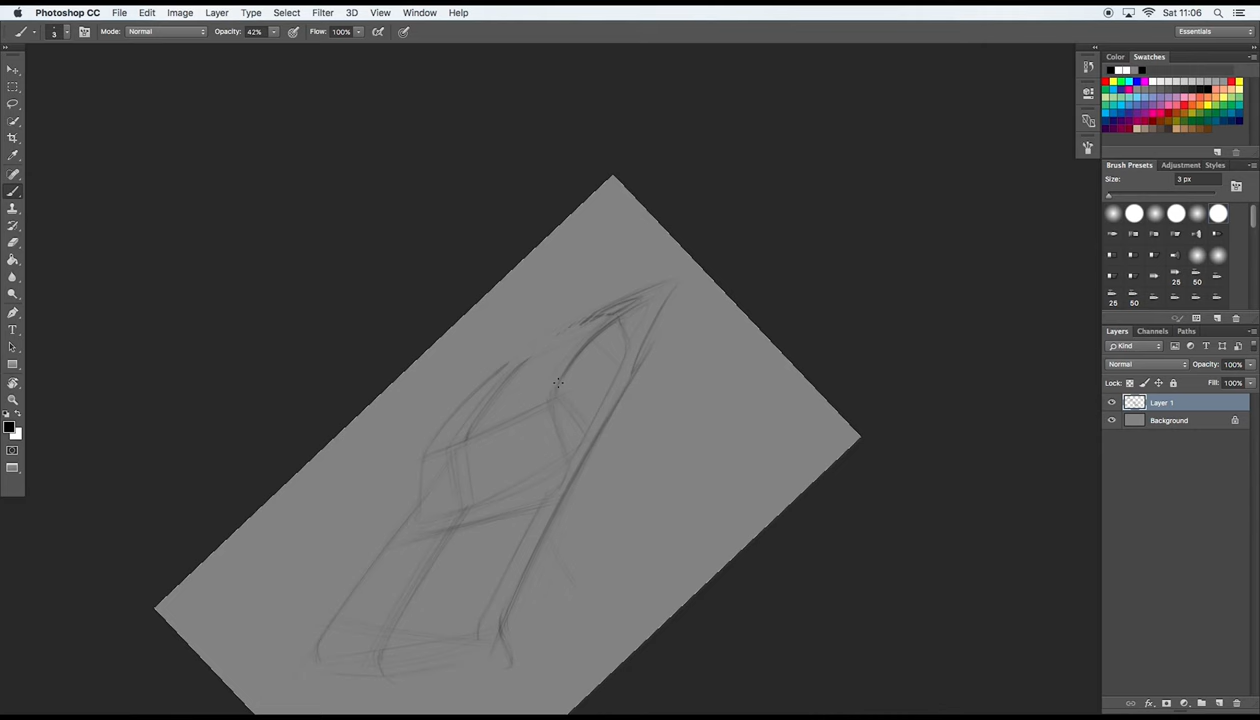 Photoshop CC File Edit Image Layer Type Select Filter 3D View Window Help Sat 11:06
3 Mode: Normal Opacity: 42% Flow: 100% Essentials
Color Swatches
Brush Presets Adjustment Styles
Size: 3 px
25 50
25 50
Layers Channels Paths
Kind
Normal Opacity: 100%
Lock: Fill: 100%
Layer 1
Background